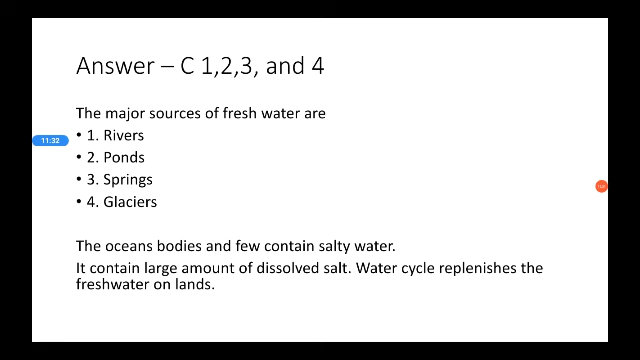 Answer – C 1,2,3, and 4
The major sources of fresh water are
11:32
• 1. Rivers
• 2. Ponds
• 3. Springs
• 4. Glaciers
The oceans bodies and few contain salty water.
It contain large amount of dissolved salt. Water cycle replenishes the
freshwater on lands.